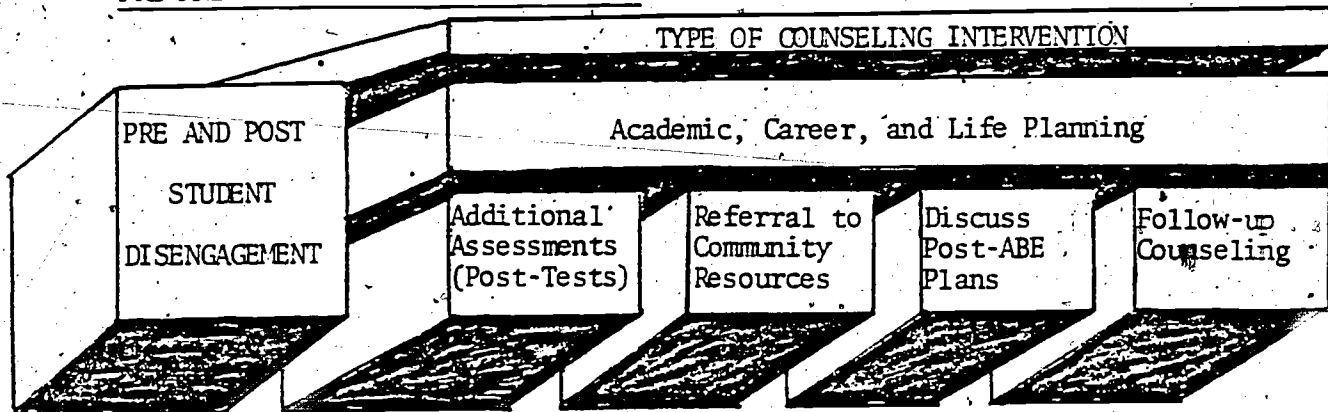 TYPE OF COUNSELING INTERVENTION
PRE AND POST
STUDENT
DISENGAGEMENT
Academic, Career, and Life Planning
Additional
Assessments
(Post-Tests)
Referral to
Community
Resources
Discuss
Post-ABE
Plans
Follow-up
Counseling